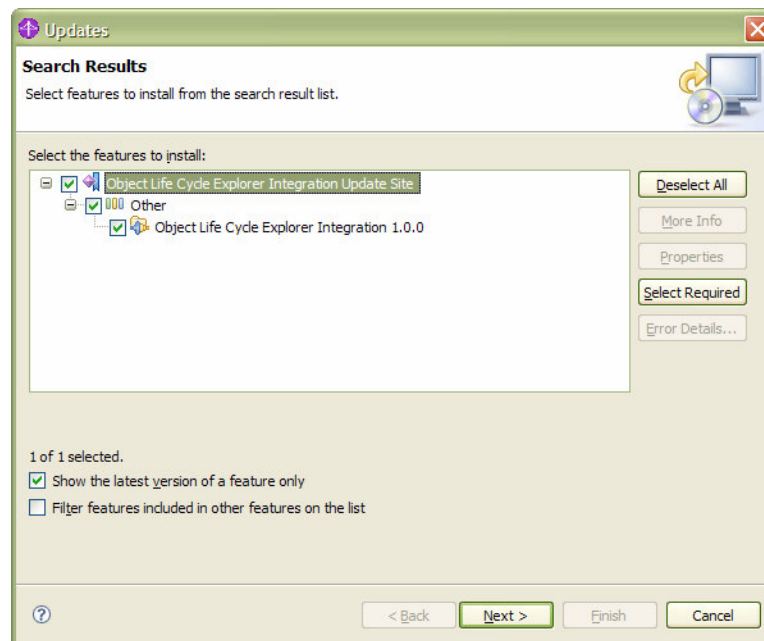 Updates
Search Results
Select features to install from the search result list.
Select the features to install:
Object Life Cycle Explorer Integration Update Site
Other
Object Life Cycle Explorer Integration 1.0.0
Deselect All
More Info
Properties
Select Required
Error Details...
1 of 1 selected.
Show the latest version of a feature only
Filter features included in other features on the list
< Back
Next >
Finish
Cancel